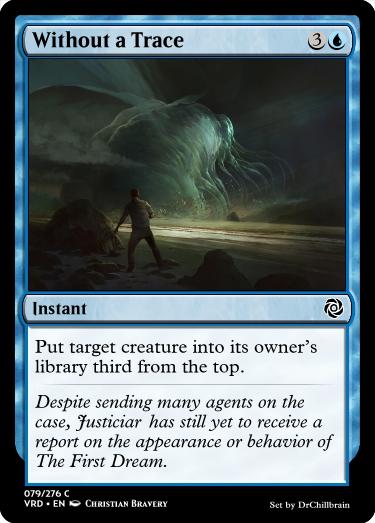 Without a Trace 3
Instant
Put target creature into its owner's
library third from the top.
Despite sending many agents on the
case, Justiciar has still yet to receive a
report on the appearance or behavior of
The First Dream.
079/276 C
VRD • EN Christian Bravery Set by DrChillbrain